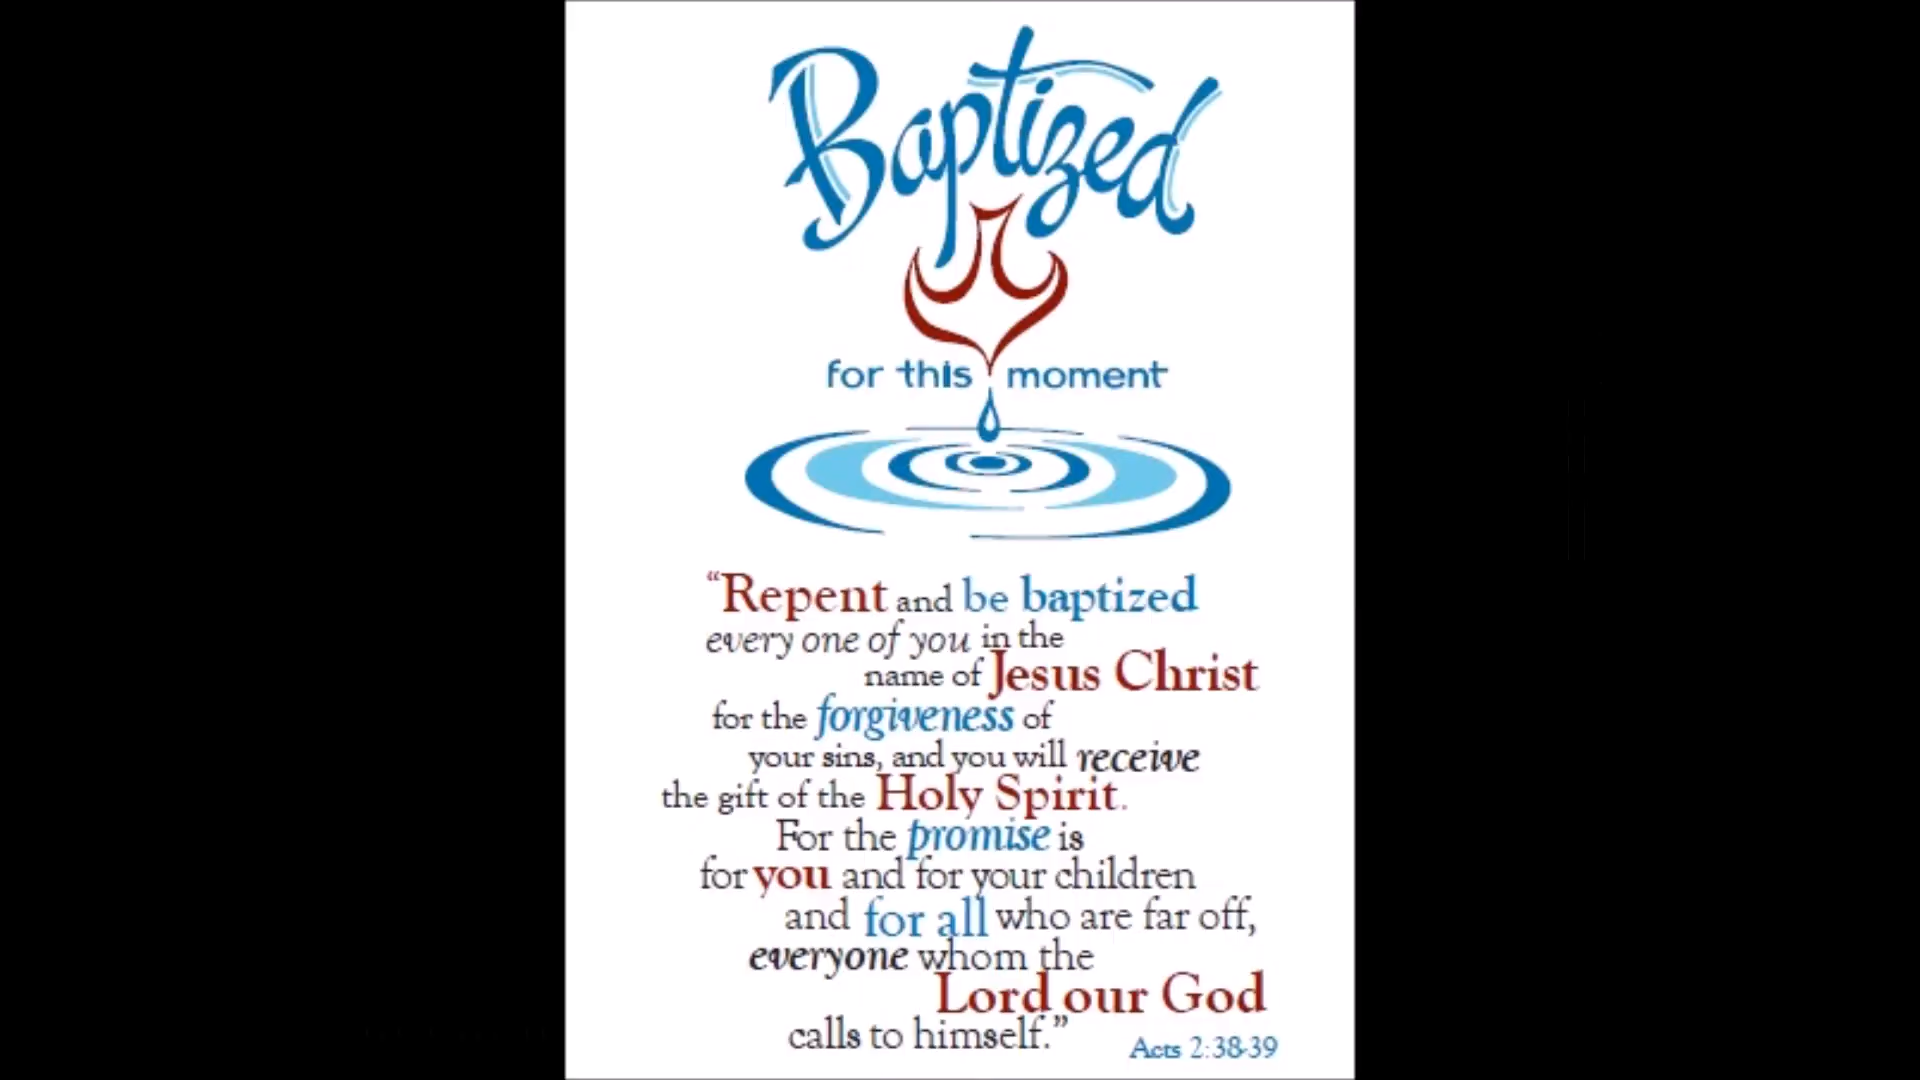 Baptized
for this moment
“Repent and be baptized
every one of you in the
name of Jesus Christ
for the forgiveness of
your sins, and you will receive
the gift of the Holy Spirit.
For the promise is
for you and for your children
and for all who are far off,
everyone whom the
Lord our God
calls to himself.”
Acts 2:38-39